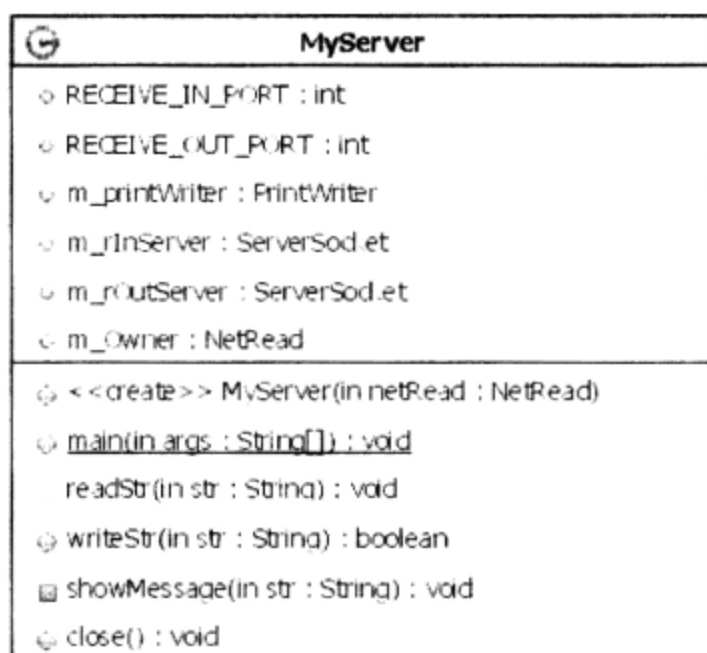 MyServer
RECEIVE_IN_PORT : int
RECEIVE_OUT_PORT : int
m_printWriter : PrintWriter
m_rInServer : ServerSocket
m_rOutServer : ServerSocket
m_Owner : NetRead
<<create>> MyServer(in netRead : NetRead)
main(in args : String[]) : void
readStr(in str : String) : void
writeStr(in str : String) : boolean
showMessage(in str : String) : void
close() : void